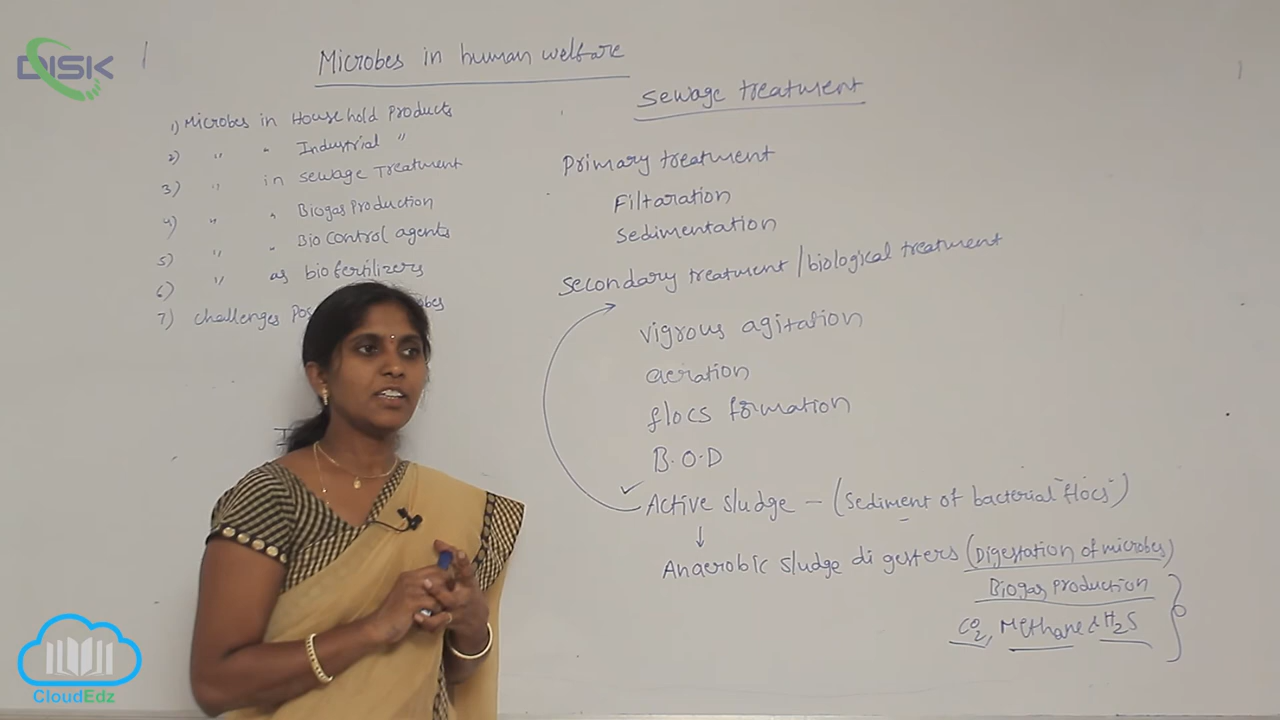 DISK
Microbes in human welfare
1) Microbes in Household Products
2) " " Industrial "
3) " in Sewage Treatment
4) " " Biogas Production
5) " " Bio Control agents
6) " as biofertilizers
7) challenges
Sewage treatment
Primary treatment
Filtaration
Sedimentation
Secondary treatment / biological treatment
Vigrous agitation
aeration
flocs formation
B.O.D
Active sludge - (Sediment of bacterial "flocs")
Anaerobic sludge digesters (Digestation of microbes)
Biogas Production
CO2, Methane & H2S
CloudEdz